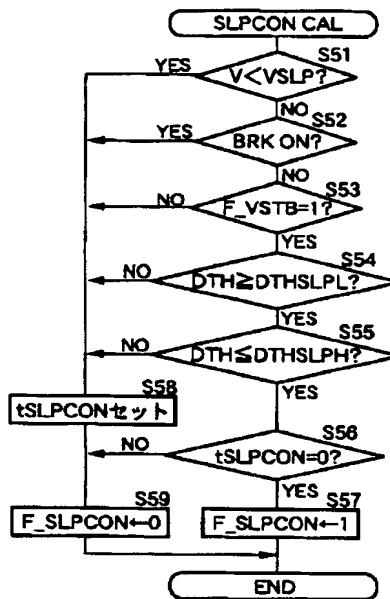 SLPCON CAL
S51
YES
V<VSLP?
NO
S52
YES
BRK ON?
NO
S53
NO
F_VSTB=1?
YES
S54
NO
DTH≧DTHSLPL?
YES
S55
NO
DTH≦DTHSLPH?
YES
S58
tSLPCONセット
S56
NO
tSLPCON=0?
YES
S59
F_SLPCON←0
S57
F_SLPCON←1
END